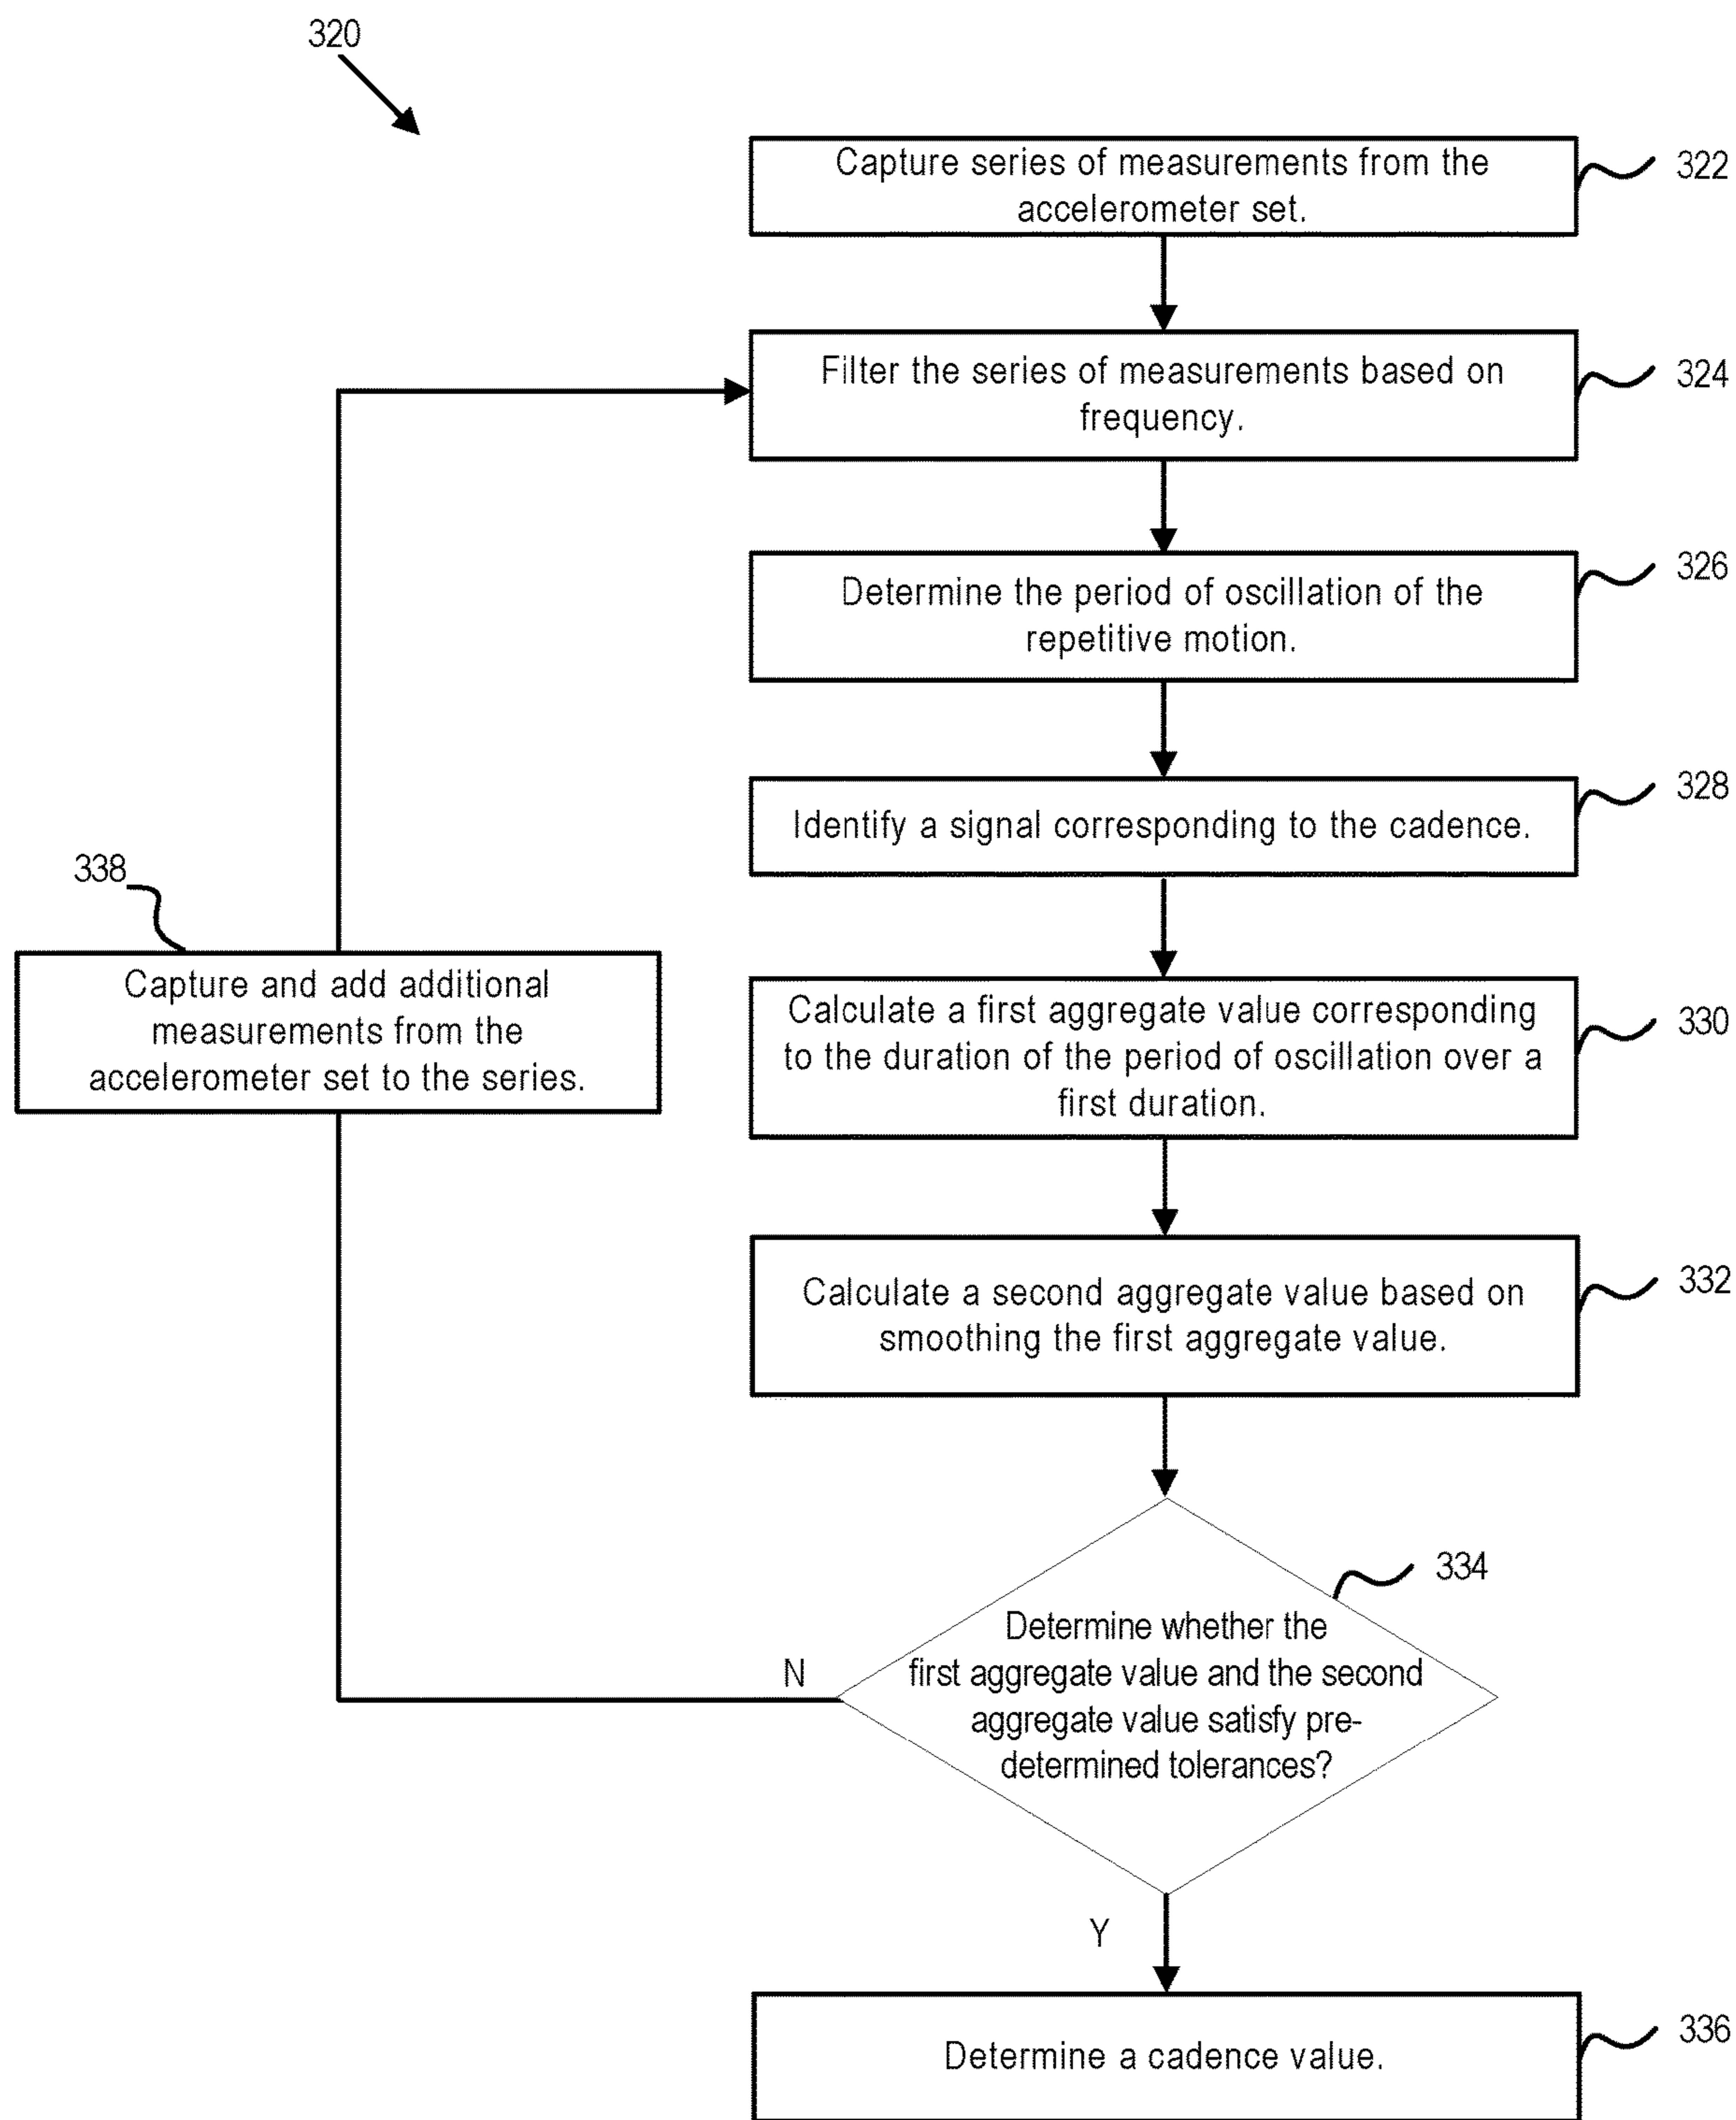 320
Capture series of measurements from the
accelerometer set.
322
Filter the series of measurements based on
frequency.
324
Determine the period of oscillation of the
repetitive motion.
326
Identify a signal corresponding to the cadence.
328
338
Capture and add additional
measurements from the
accelerometer set to the series.
Calculate a first aggregate value corresponding
to the duration of the period of oscillation over a
first duration.
330
Calculate a second aggregate value based on
smoothing the first aggregate value.
332
334
Determine whether the
first aggregate value and the second
aggregate value satisfy pre-
determined tolerances?
N
Y
Determine a cadence value.
336